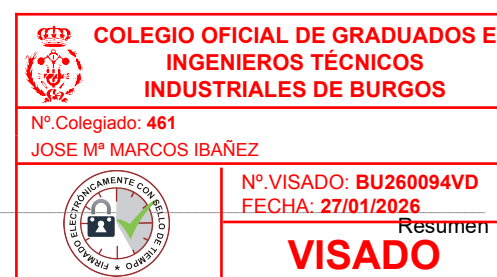 COLEGIO OFICIAL DE GRADUADOS E
INGENIEROS TÉCNICOS
INDUSTRIALES DE BURGOS
Nº.Colegiado: 461
JOSE Mª MARCOS IBAÑEZ
FIRMADO ELECTRÓNICAMENTE CON SELLO DE TIEMPO *
Nº.VISADO: BU260094VD
FECHA: 27/01/2026
Resumen
VISADO